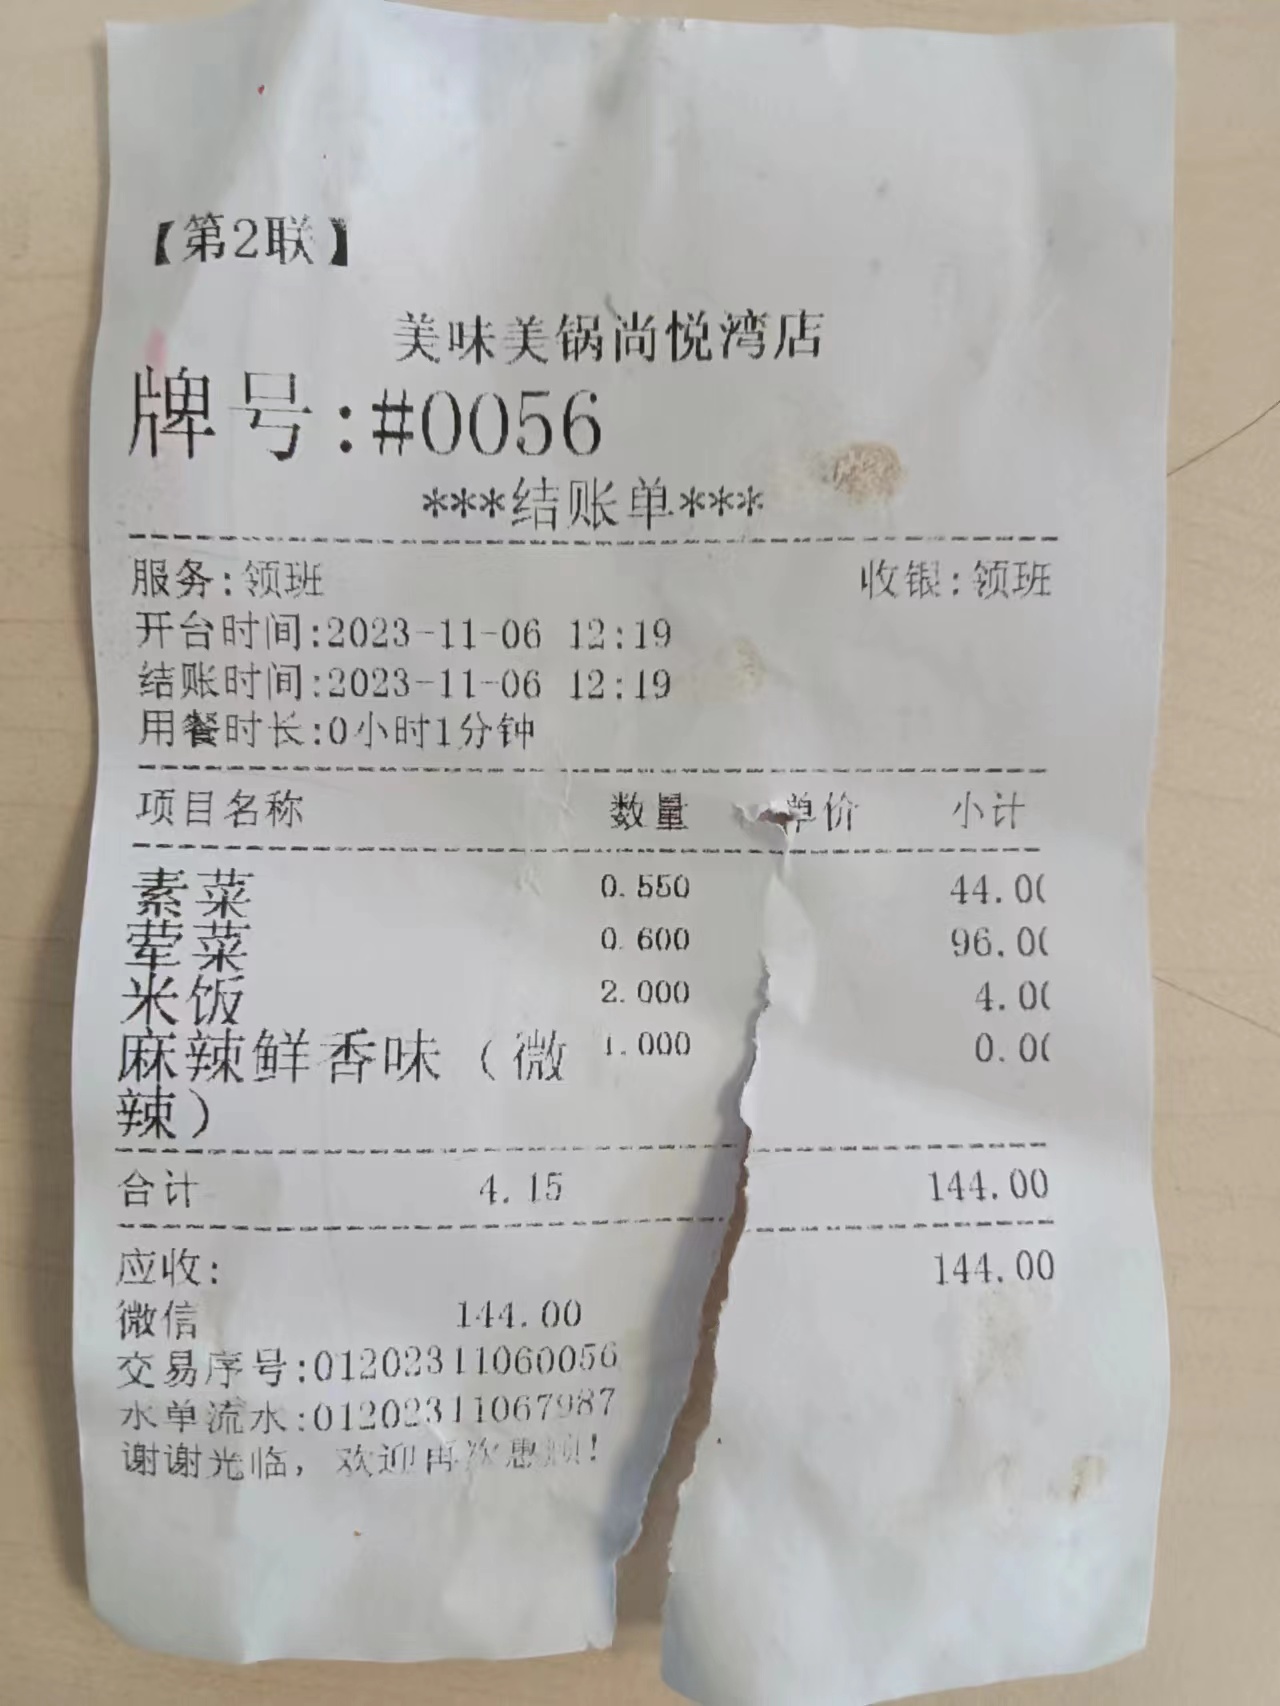 【第2联】
美味美锅尚悦湾店
牌号:#0056
***结账单***
服务:领班 收银:领班
开台时间:2023-11-06 12:19
结账时间:2023-11-06 12:19
用餐时长:0小时1分钟
项目名称 数量 单价 小计
素菜 0.550 44.00
荤菜 0.600 96.00
米饭 2.000 4.00
麻辣鲜香味（微 1.000 0.00
辣）
合计 4.15 144.00
应收: 144.00
微信 144.00
交易序号:01202311060056
水单流水:01202311067987
谢谢光临，欢迎再次惠顾!